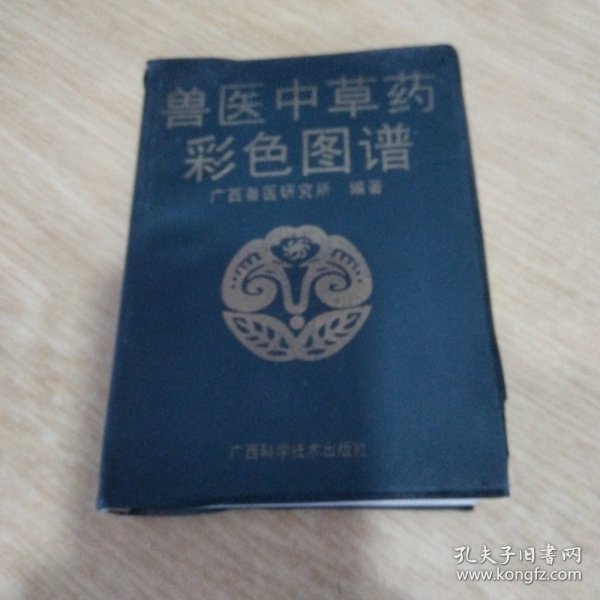 兽医中草药
彩色图谱
广西兽医研究所 编著
广西科学技术出版社
孔夫子旧书网
www.kongfz.com